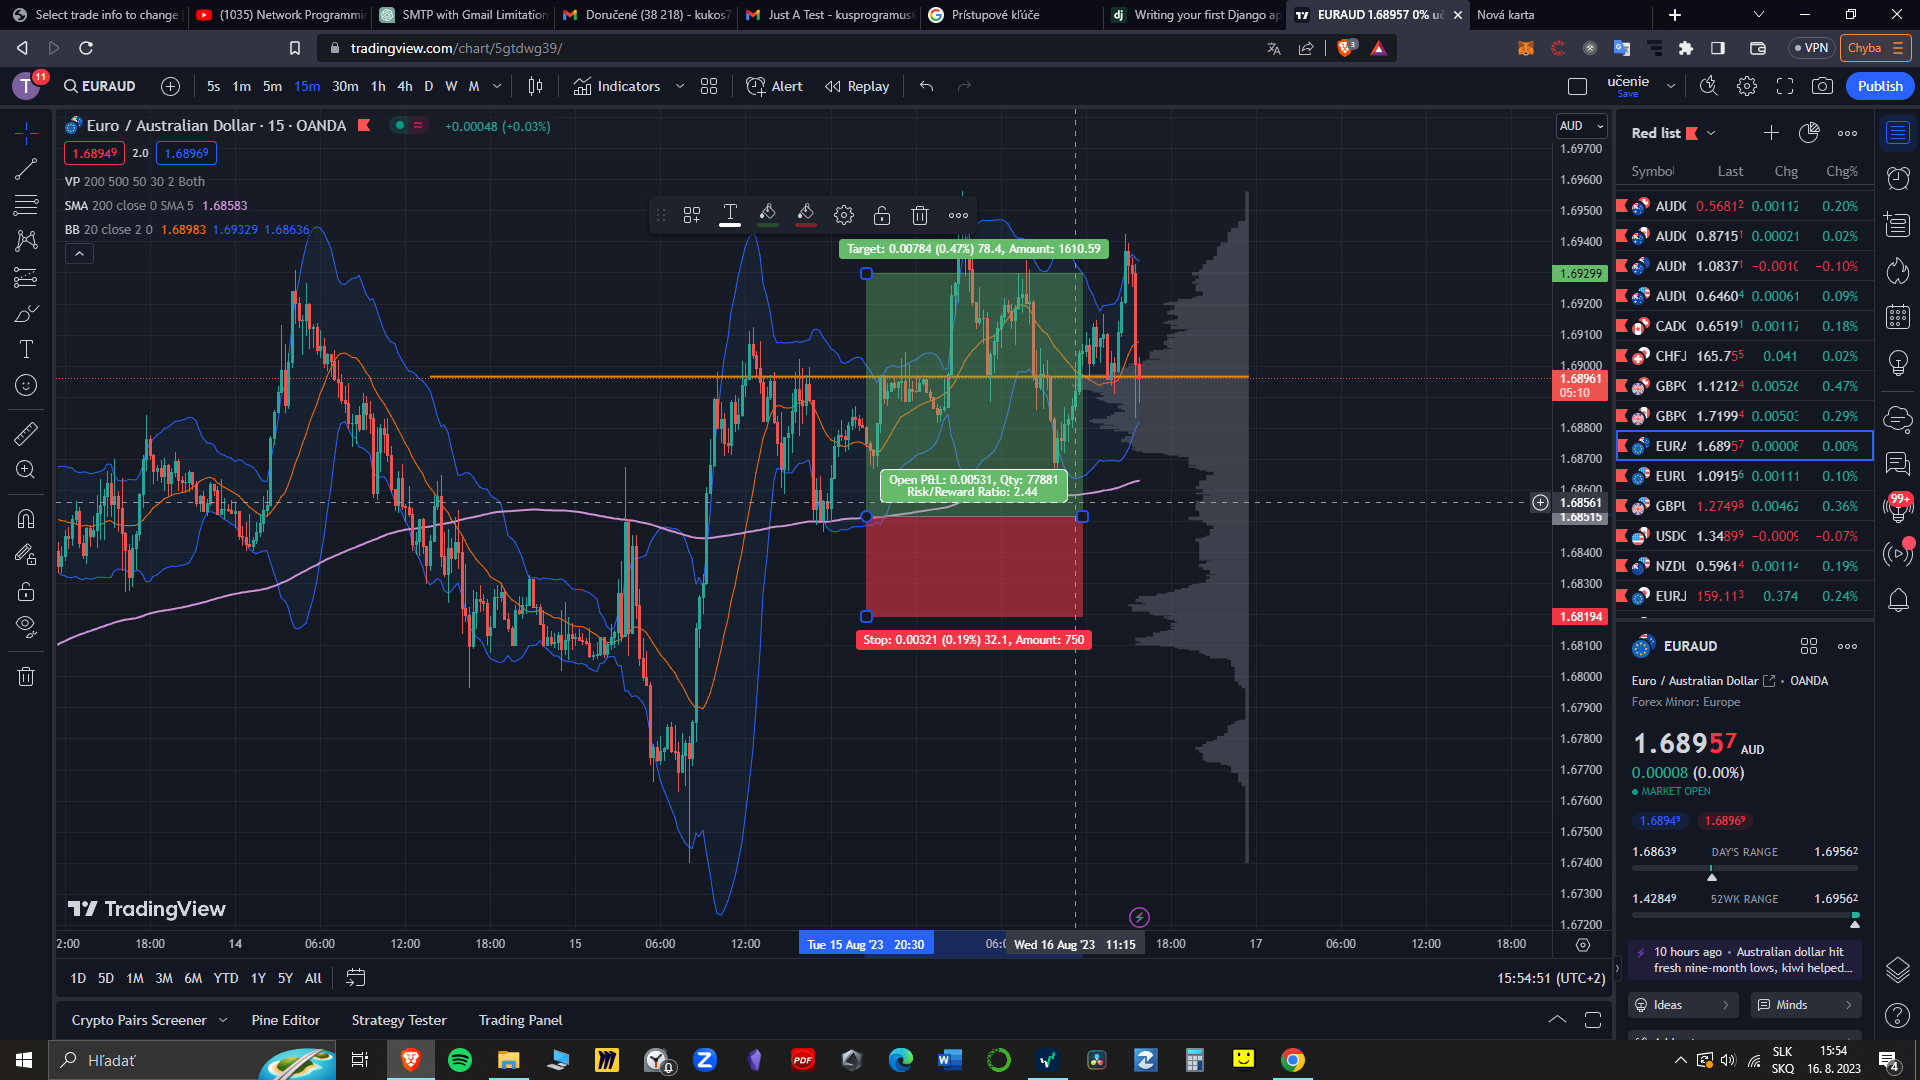 Select trade info to change
(1035) Network Programmi
SMTP with Gmail Limitation
Doručené (38 218) - kukos7
Just A Test - kusprogramus
Prístupové kľúče
Writing your first Django ap
EURAUD 1.68957 0% uč
Nová karta
tradingview.com/chart/5gtdwg39/
VPN
Chyba
T 11
EURAUD
5s 1m 5m 15m 30m 1h 4h D W M
Indicators
Alert
Replay
učenie
Save
Publish
Euro / Australian Dollar · 15 · OANDA
+0.00048 (+0.03%)
1.68949 2.0 1.68969
VP 200 500 50 30 2 Both
SMA 200 close 0 SMA 5 1.68583
BB 20 close 2 0 1.68983 1.69329 1.68636
Target: 0.00784 (0.47%) 78.4, Amount: 1610.59
Open P&L: 0.00531, Qty: 77881
Risk/Reward Ratio: 2.44
Stop: 0.00321 (0.19%) 32.1, Amount: 750
AUD
1.69700
1.69600
1.69500
1.69400
1.69299
1.69200
1.69100
1.69000
1.68961
05:10
1.68800
1.68700
1.68600
1.68561
1.68515
1.68400
1.68300
1.68194
1.68100
1.68000
1.67900
1.67800
1.67700
1.67600
1.67500
1.67400
1.67300
1.67200
TradingView
2:00 18:00 14 06:00 12:00 18:00 15 06:00 12:00 Tue 15 Aug '23 20:30 06:0 Wed 16 Aug '23 11:15 18:00 17 06:00 12:00 18:00
1D 5D 1M 3M 6M YTD 1Y 5Y All
15:54:51 (UTC+2)
Crypto Pairs Screener
Pine Editor
Strategy Tester
Trading Panel
Red list
Symbol Last Chg Chg%
AUD 0.56812 0.00112 0.20%
AUD 0.87151 0.00021 0.02%
AUD 1.08371 −0.0010 −0.10%
AUD 0.64604 0.00061 0.09%
CAD 0.65191 0.00117 0.18%
CHFJ 165.755 0.041 0.02%
GBP 1.12124 0.00526 0.47%
GBP 1.71994 0.00503 0.29%
EURA 1.68957 0.00008 0.00%
EURU 1.09156 0.00111 0.10%
GBPU 1.27498 0.00462 0.36%
USDC 1.34899 −0.0009 −0.07%
NZDU 0.59614 0.00114 0.19%
EURJ 159.113 0.374 0.24%
99+
EURAUD
Euro / Australian Dollar • OANDA
Forex Minor: Europe
1.68957 AUD
0.00008 (0.00%)
MARKET OPEN
1.68949 1.68969
1.68639 DAY'S RANGE 1.69562
1.42849 52WK RANGE 1.69562
10 hours ago • Australian dollar hit
fresh nine-month lows, kiwi helped...
Ideas
Minds
Hľadať
SLK
SKQ
15:54
16. 8. 2023
4